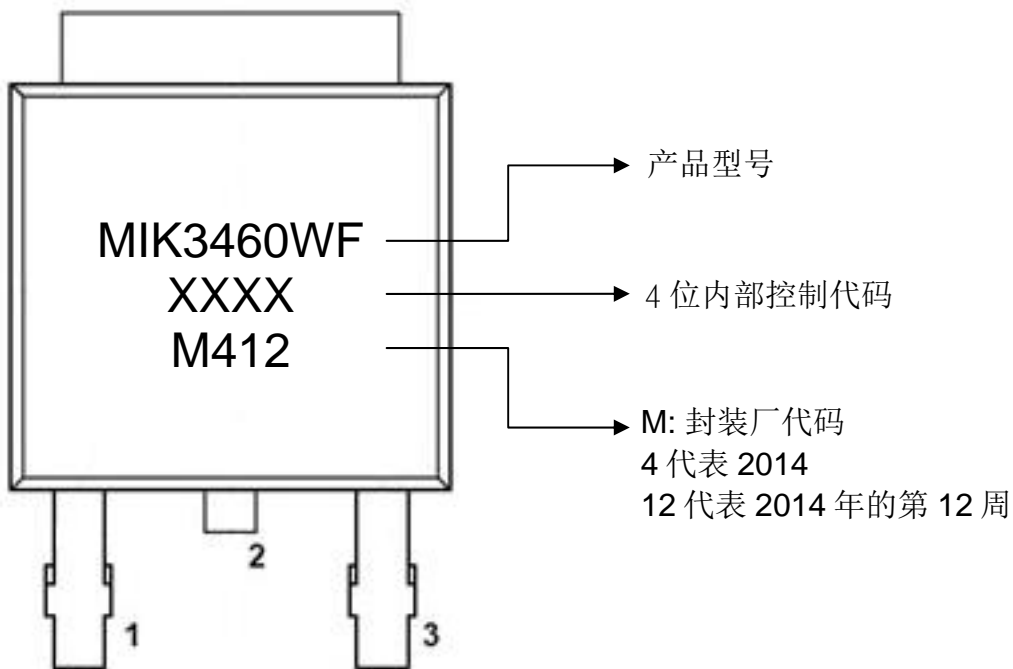 MIK3460WF
XXXX
M412
产品型号
4 位内部控制代码
M: 封装厂代码
4 代表 2014
12 代表 2014 年的第 12 周
1
2
3